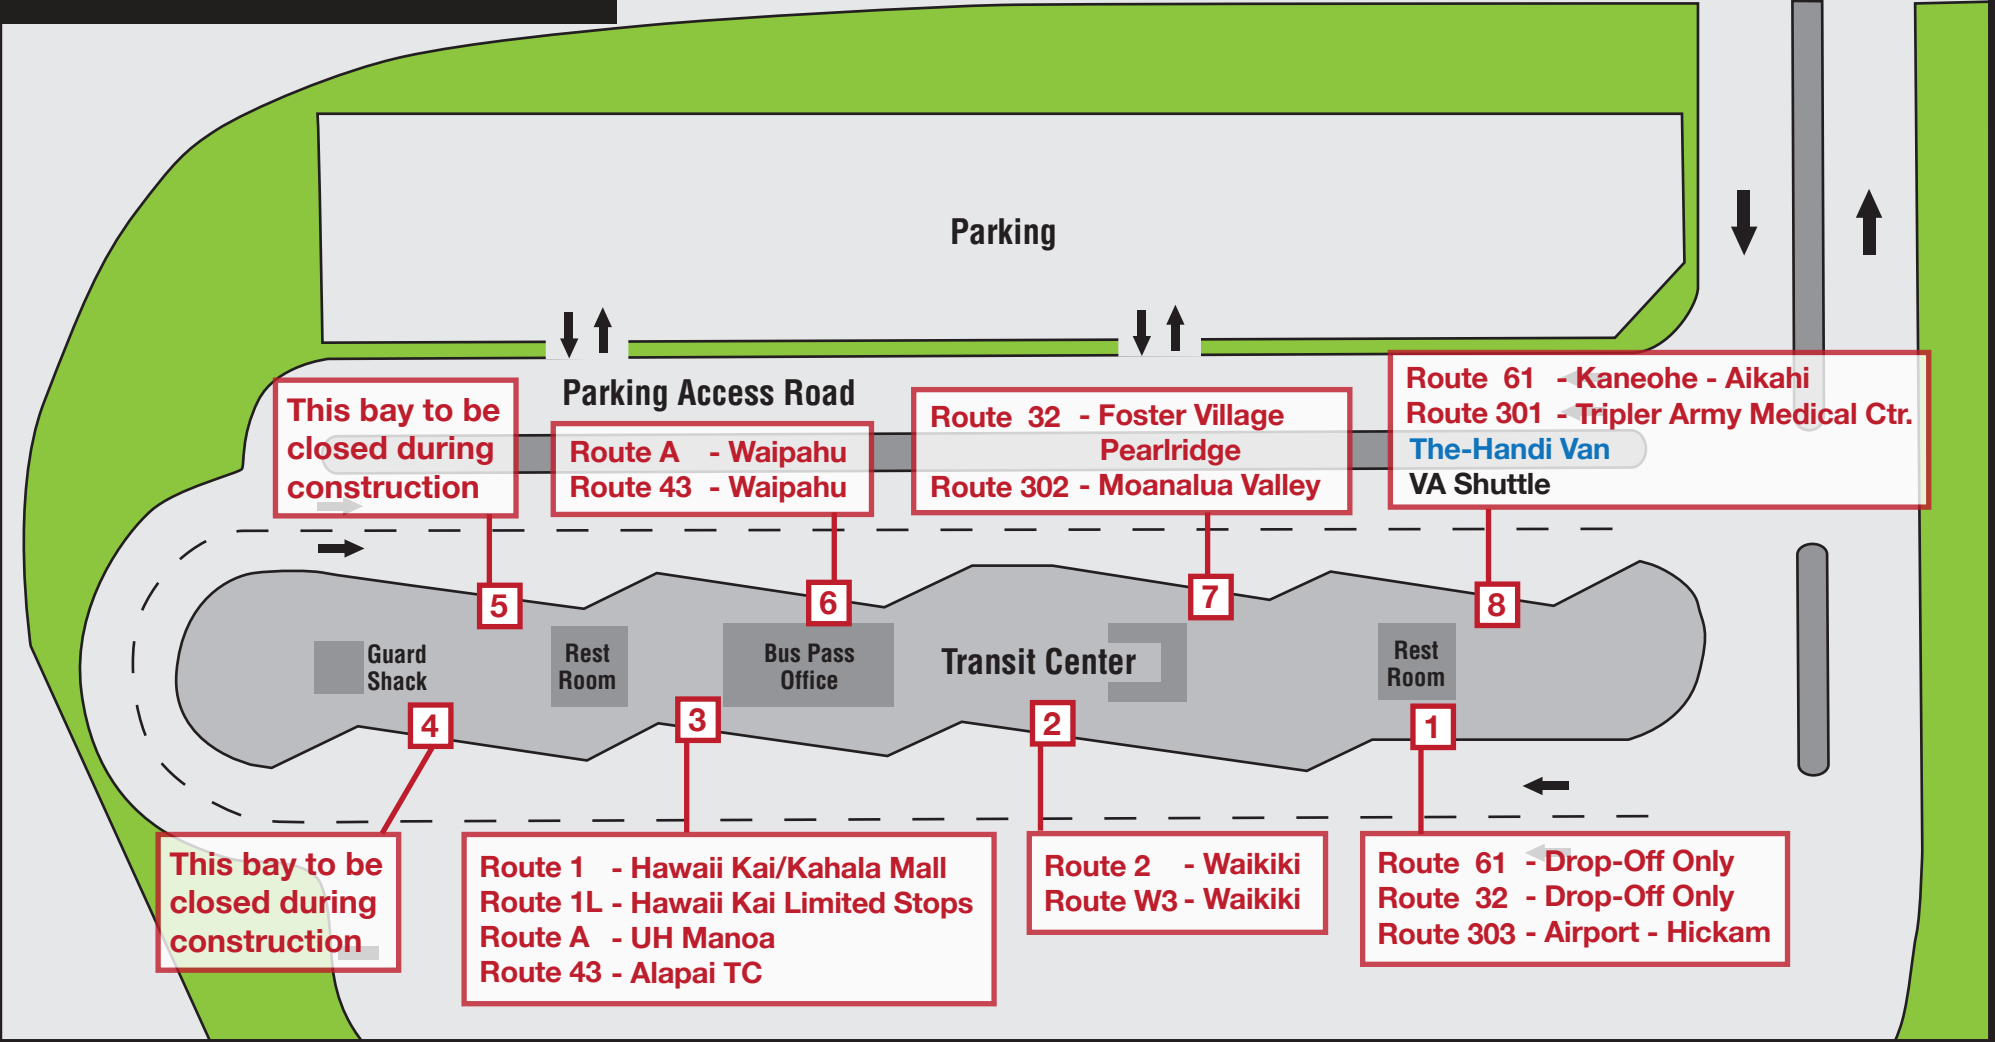 Parking
Parking Access Road
This bay to be
closed during
construction
Route A - Waipahu
Route 43 - Waipahu
Route 32 - Foster Village
Pearlridge
Route 302 - Moanalua Valley
Route 61 - Kaneohe - Aikahi
Route 301 - Tripler Army Medical Ctr.
The-Handi Van
VA Shuttle
5
6
7
8
Guard
Shack
Rest
Room
Bus Pass
Office
Transit Center
Rest
Room
4
3
2
1
This bay to be
closed during
construction
Route 1 - Hawaii Kai/Kahala Mall
Route 1L - Hawaii Kai Limited Stops
Route A - UH Manoa
Route 43 - Alapai TC
Route 2 - Waikiki
Route W3 - Waikiki
Route 61 - Drop-Off Only
Route 32 - Drop-Off Only
Route 303 - Airport - Hickam